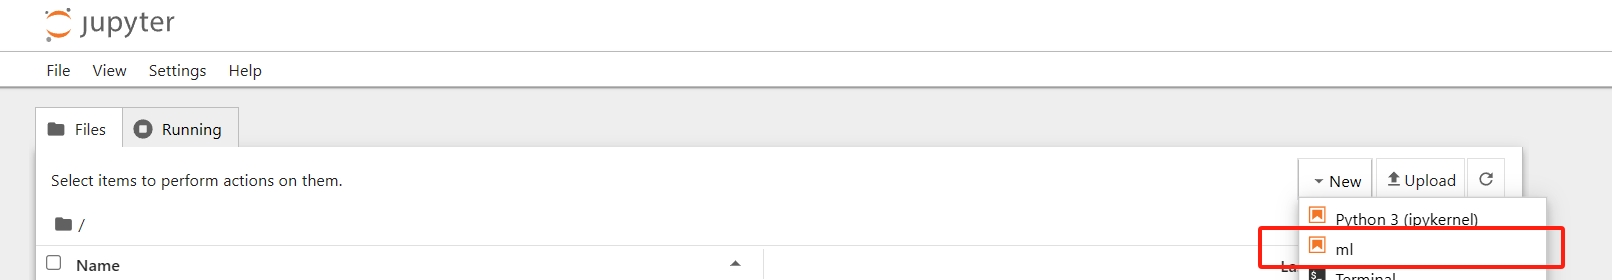 jupyter
File View Settings Help
Files Running
Select items to perform actions on them.
New Upload
/
Python 3 (ipykernel)
ml
Name
La
Terminal